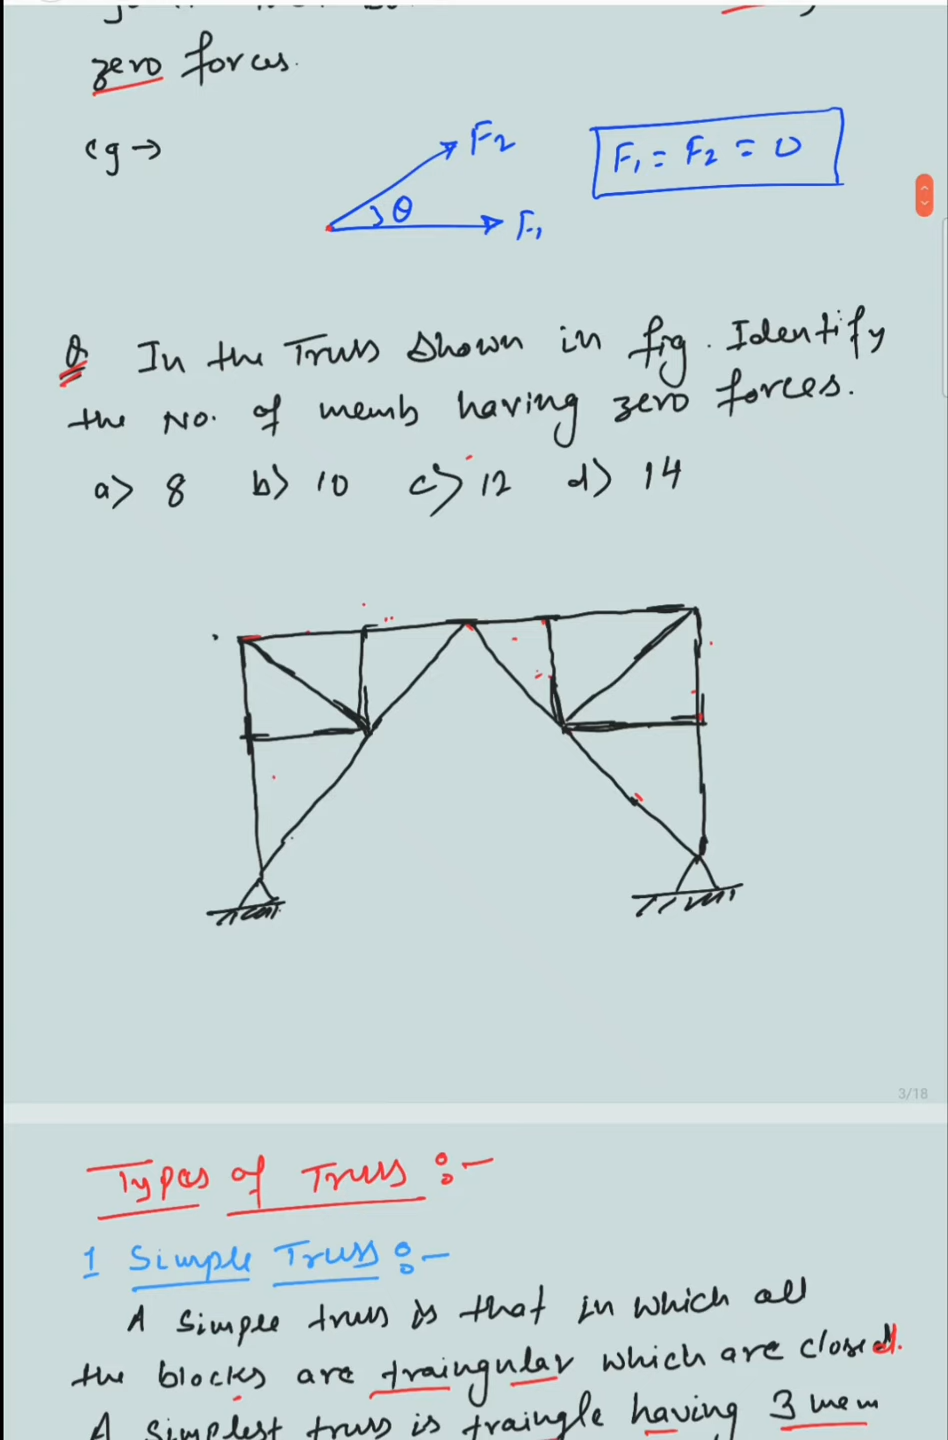 zero forces.
eg →
F2
F1 = F2 = 0
θ
F1
Q In the Truss shown in fig. Identify
the No. of memb having zero forces.
a> 8 b> 10 c> 12 d> 14
3/18
Types of Truss :-
1 Simple Truss :-
A simple truss is that in which all
the blocks are traingular which are closed.
A simplest truss is traingle having 3 mem